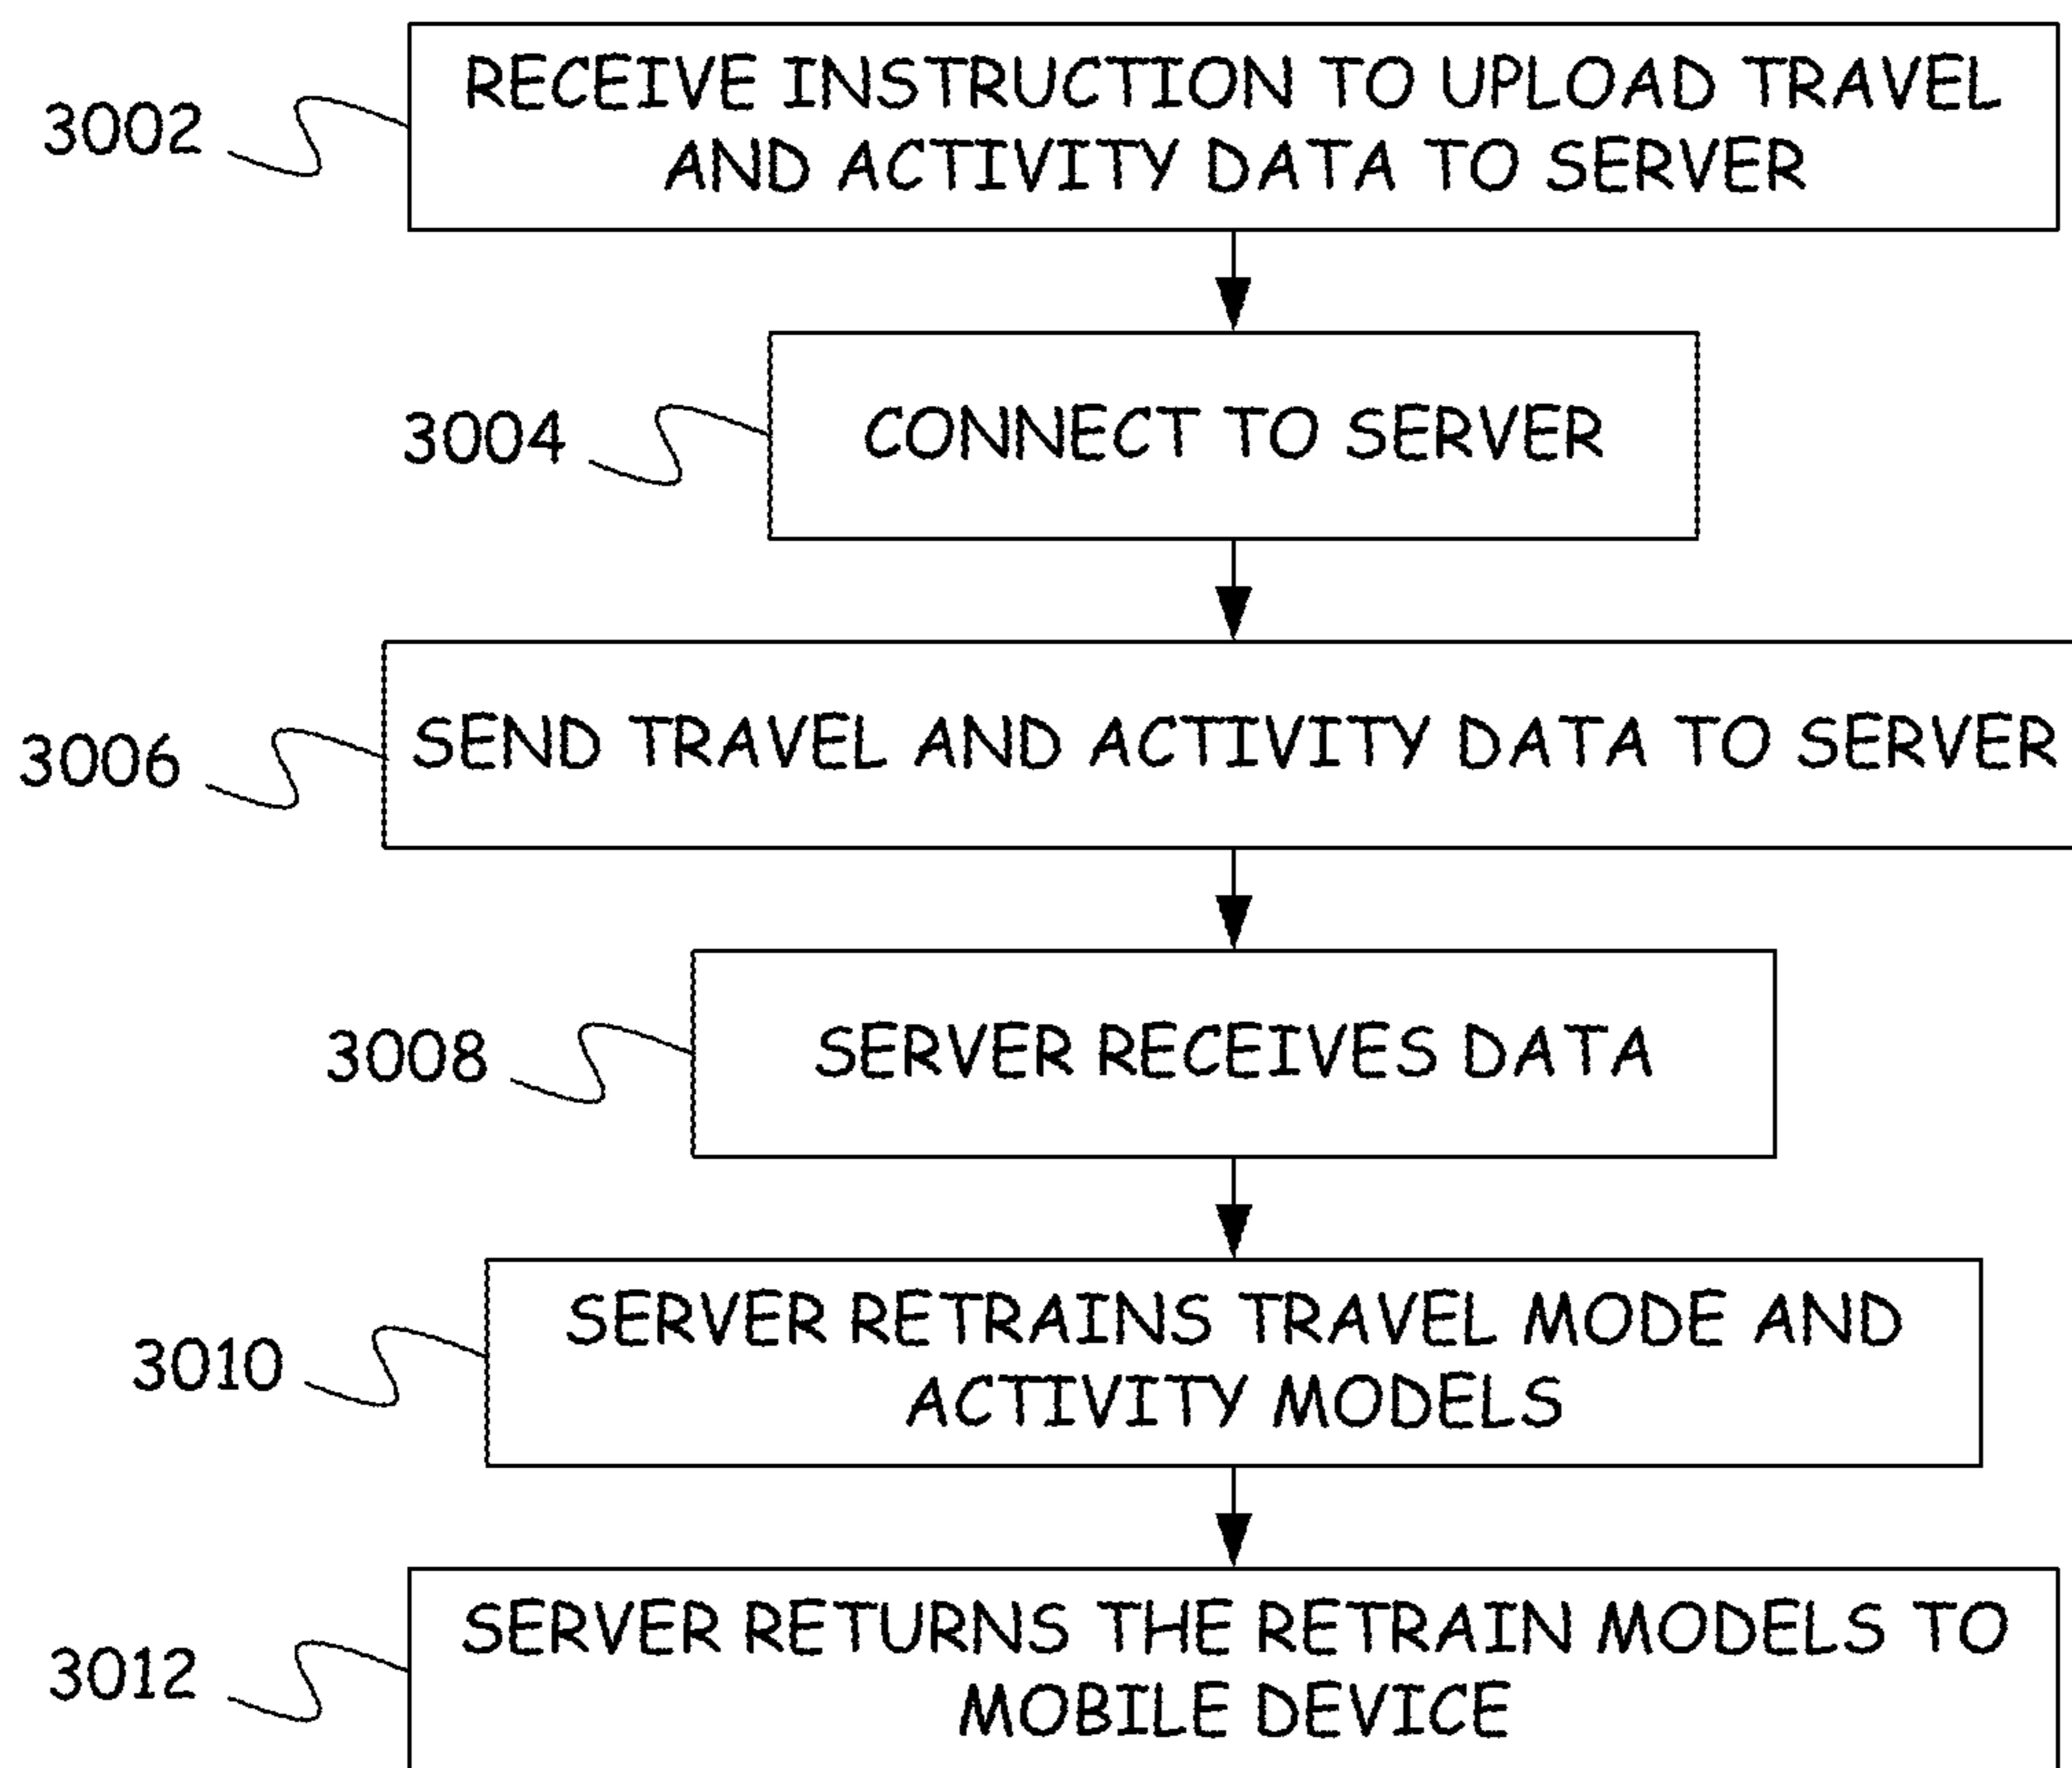 3002
RECEIVE INSTRUCTION TO UPLOAD TRAVEL
AND ACTIVITY DATA TO SERVER
3004
CONNECT TO SERVER
3006
SEND TRAVEL AND ACTIVITY DATA TO SERVER
3008
SERVER RECEIVES DATA
3010
SERVER RETRAINS TRAVEL MODE AND
ACTIVITY MODELS
3012
SERVER RETURNS THE RETRAIN MODELS TO
MOBILE DEVICE